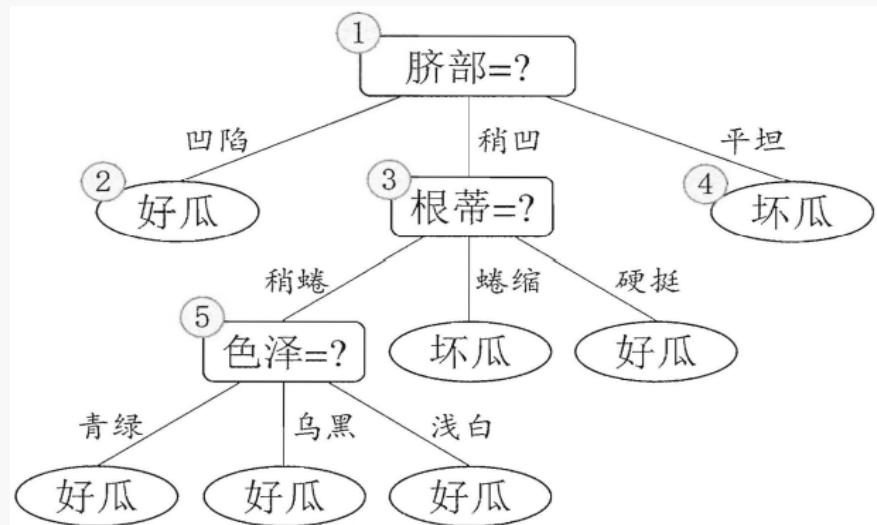 ① 脐部=?
凹陷 稍凹 平坦
② 好瓜 ③ 根蒂=? ④ 坏瓜
稍蜷 蜷缩 硬挺
⑤ 色泽=? 坏瓜 好瓜
青绿 乌黑 浅白
好瓜 好瓜 好瓜